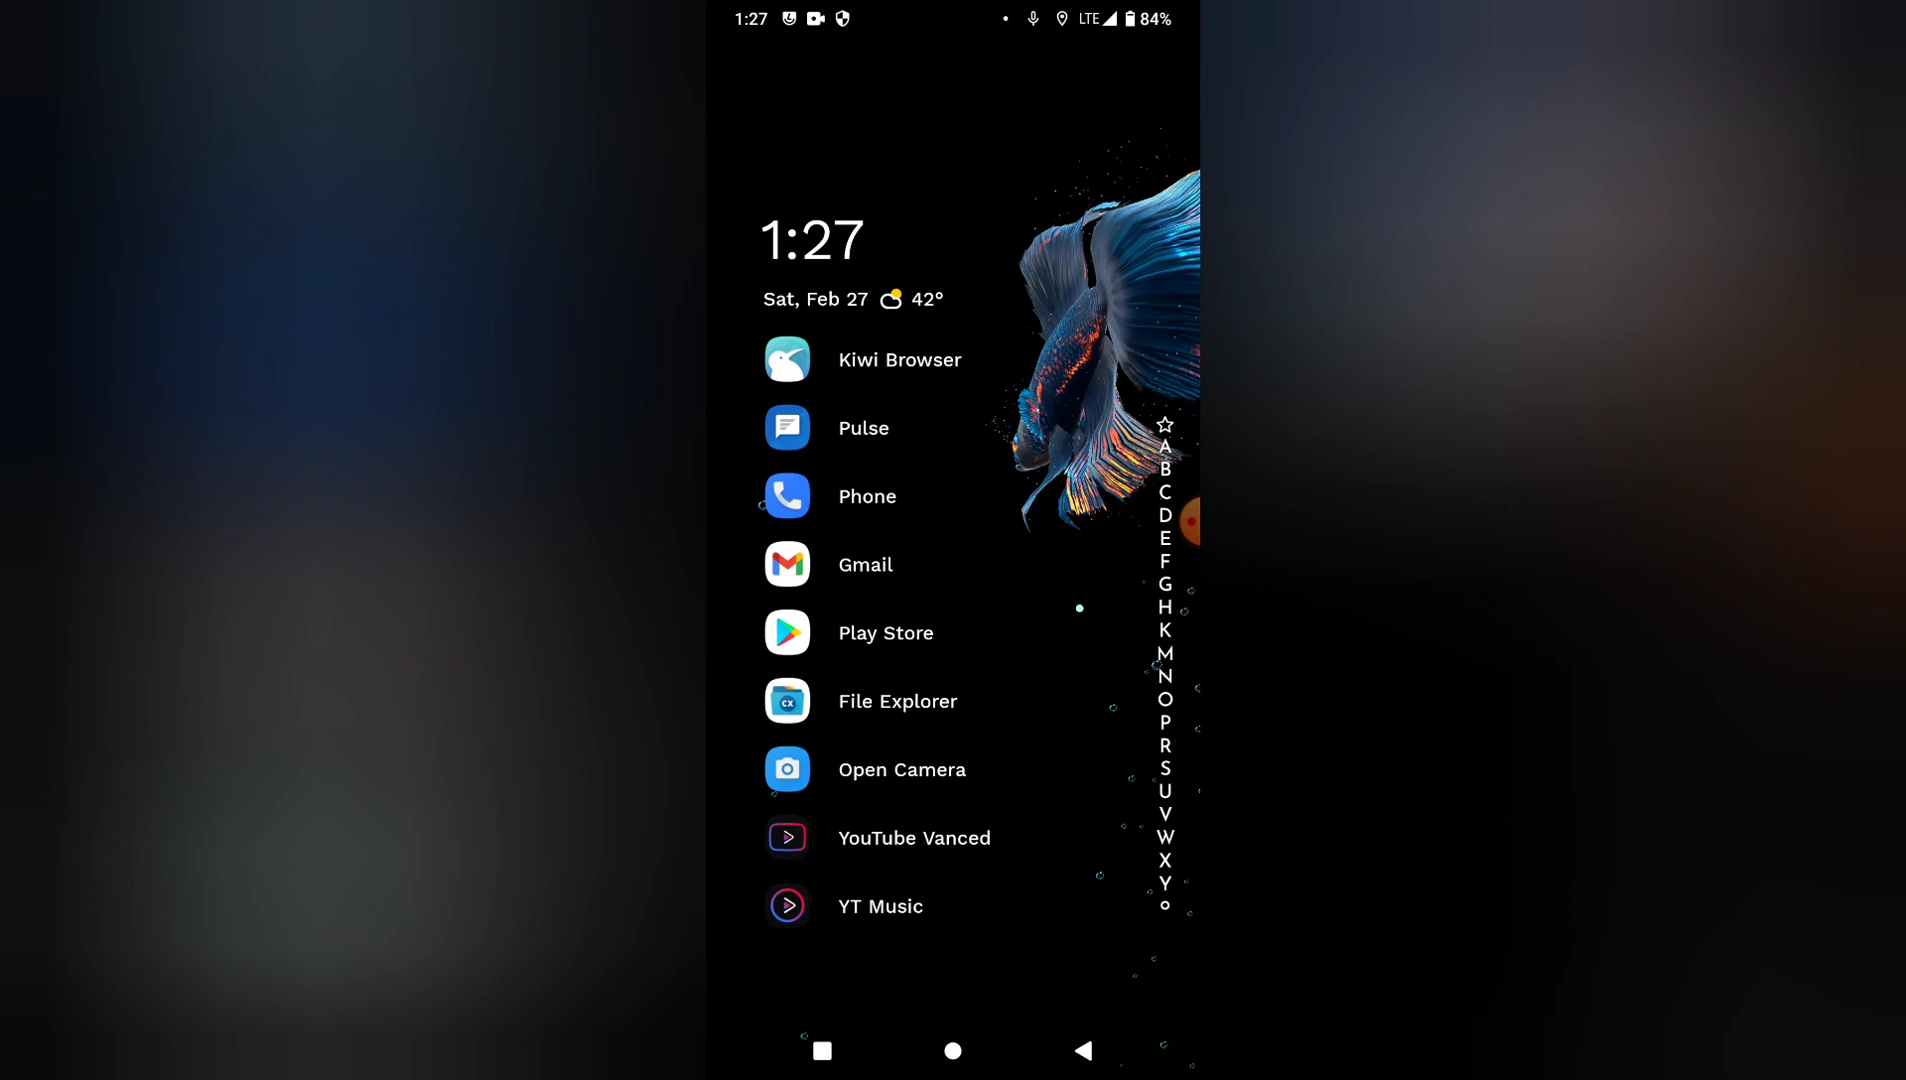 1:27 LTE 84%
1:27
Sat, Feb 27 42°
Kiwi Browser
Pulse
Phone
Gmail
Play Store
cx
File Explorer
Open Camera
YouTube Vanced
YT Music
A
B
C
D
E
F
G
H
K
M
N
O
P
R
S
U
V
W
X
Y